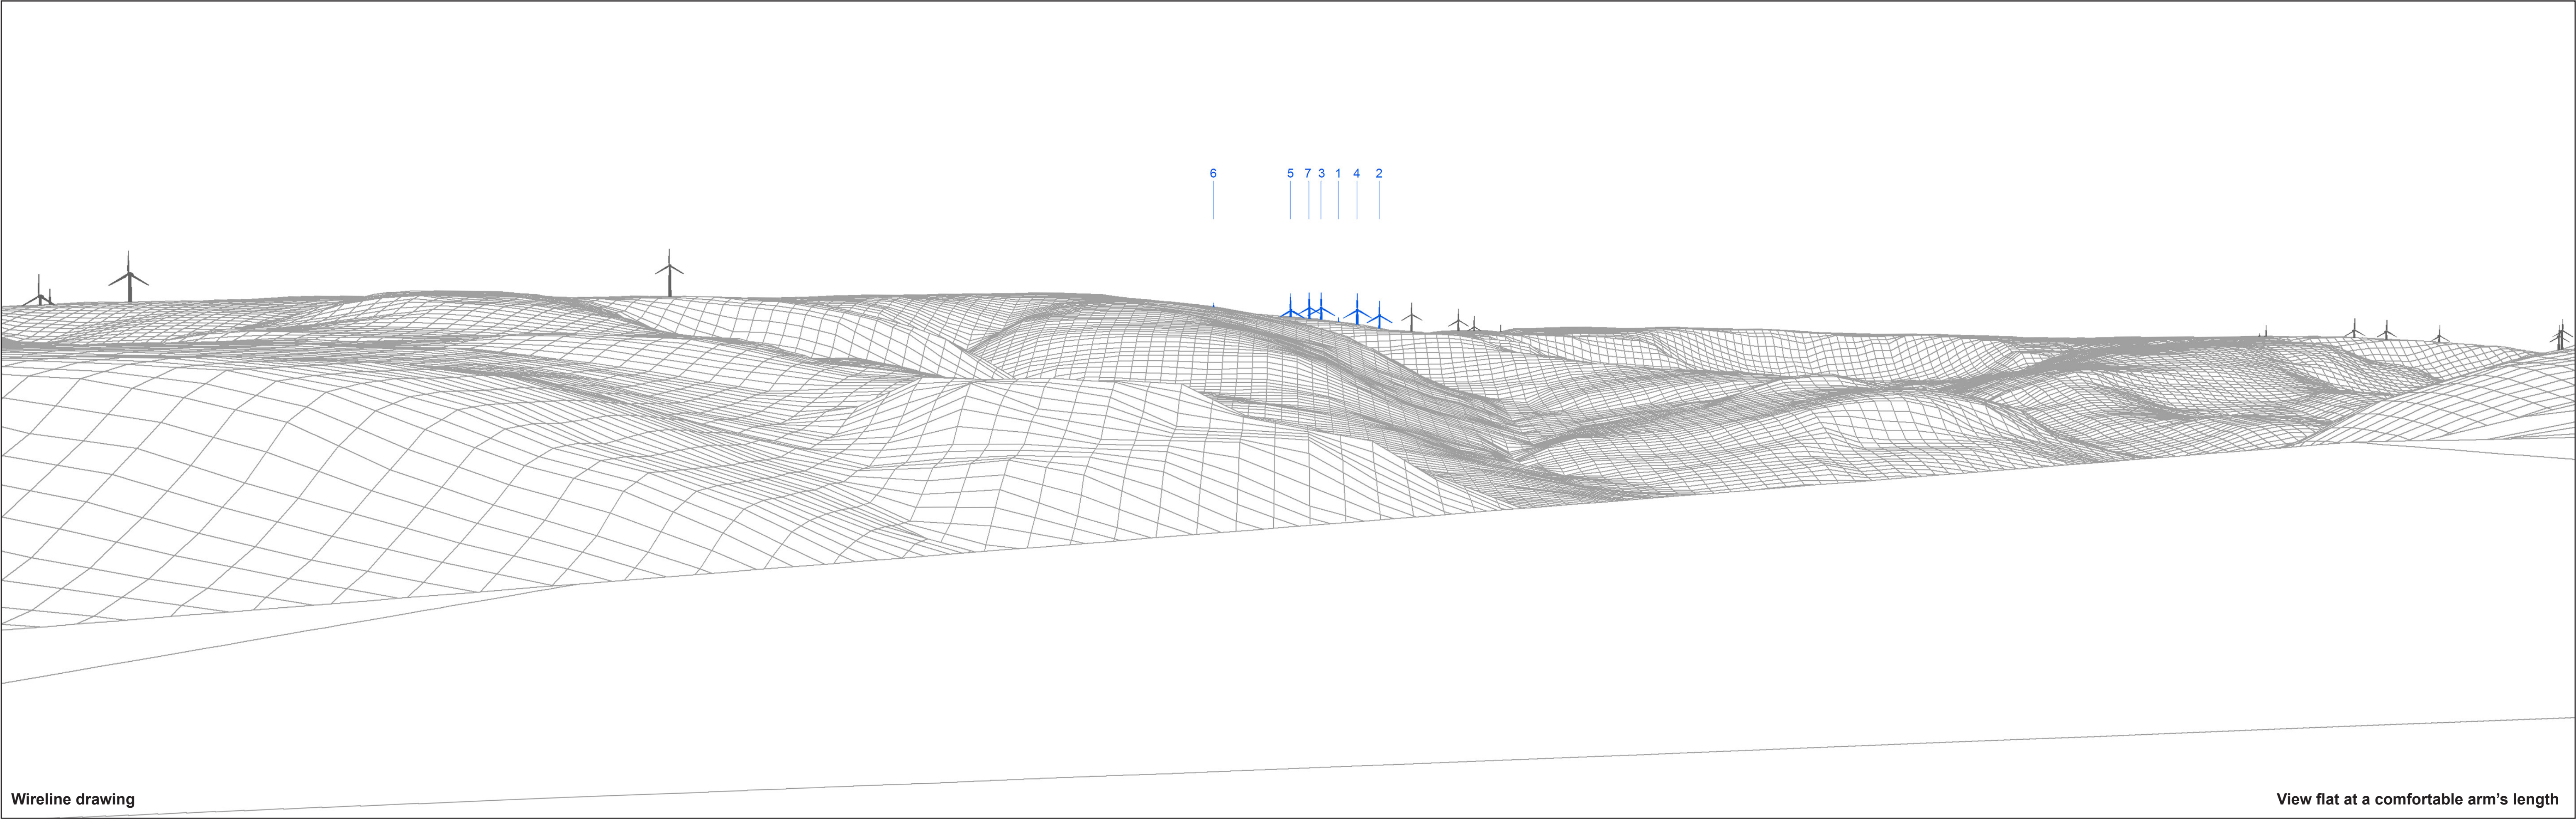 6 5 7 3 1 4 2
Wireline drawing
View flat at a comfortable arm’s length